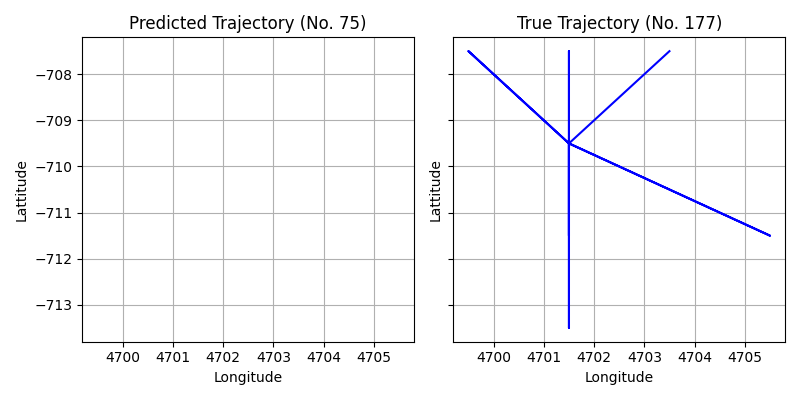 Predicted Trajectory (No. 75)
True Trajectory (No. 177)
−708
−709
−710
−711
−712
−713
Lattitude
Lattitude
4700 4701 4702 4703 4704 4705
4700 4701 4702 4703 4704 4705
Longitude
Longitude